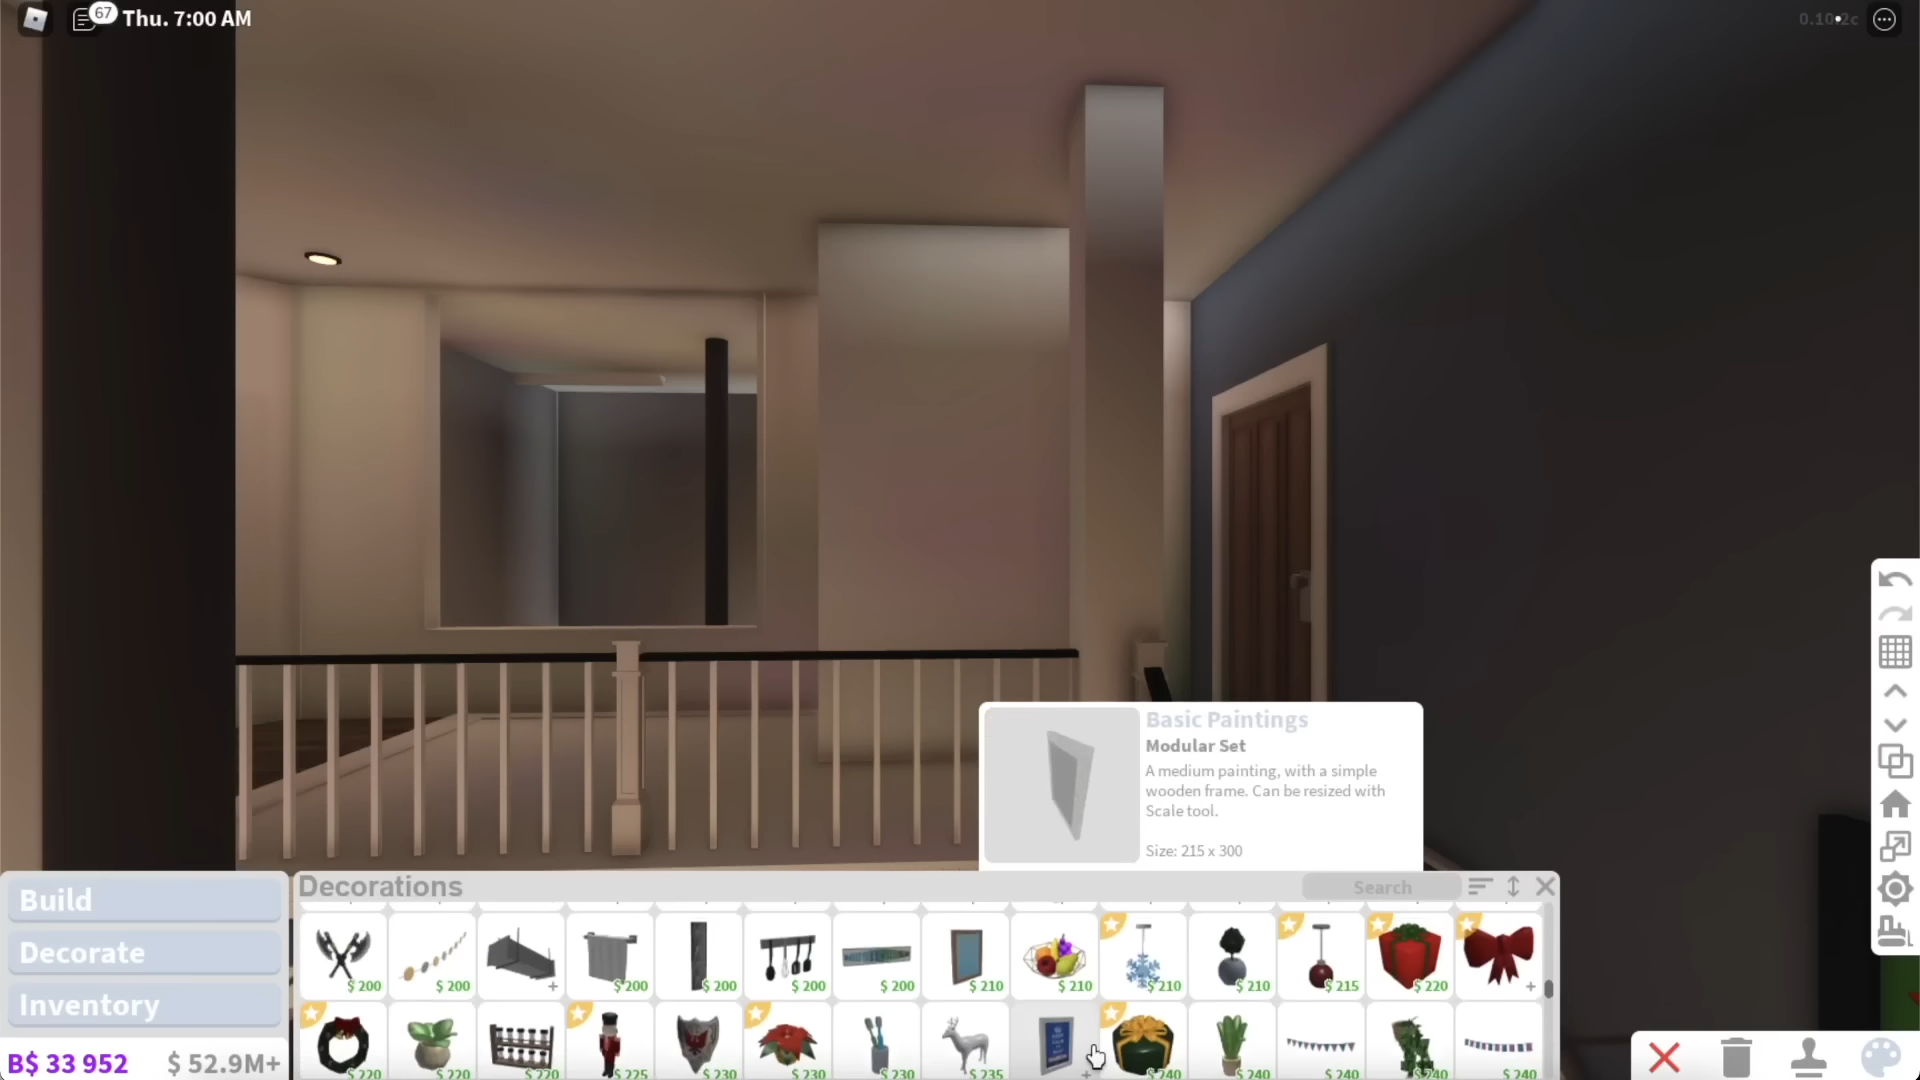 67 Thu. 7:00 AM
0.10.2c
Basic Paintings
Modular Set
A medium painting, with a simple
wooden frame. Can be resized with
Scale tool.
Size: 215 x 300
Build
Decorate
Inventory
B$ 33 952 $ 52.9M+
Decorations
Search
$ 200 $ 200 + $ 200 $ 200 $ 200 $ 200 $ 210 $ 210 $ 210 $ 210 $ 215 $ 220 +
$ 220 $ 220 $ 220 $ 225 $ 230 $ 230 $ 230 $ 235 + $ 240 $ 240 $ 240 $ 240 $ 240